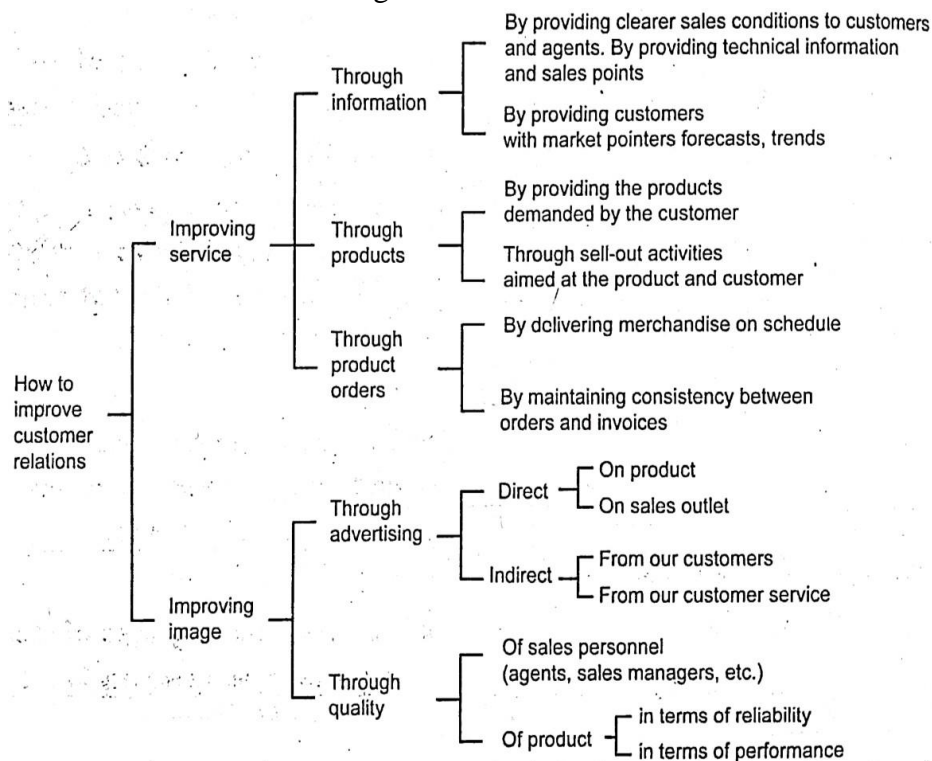 By providing clearer sales conditions to customers
and agents. By providing technical information
and sales points
Through
information
By providing customers
with market pointers forecasts, trends
By providing the products
demanded by the customer
Improving
service
Through
products
Through sell-out activities
aimed at the product and customer
Through
product
orders
By delivering merchandise on schedule
By maintaining consistency between
orders and invoices
How to
improve
customer
relations
Through
advertising
Direct
On product
On sales outlet
Indirect
From our customers
From our customer service
Improving
image
Through
quality
Of sales personnel
(agents, sales managers, etc.)
Of product
in terms of reliability
in terms of performance